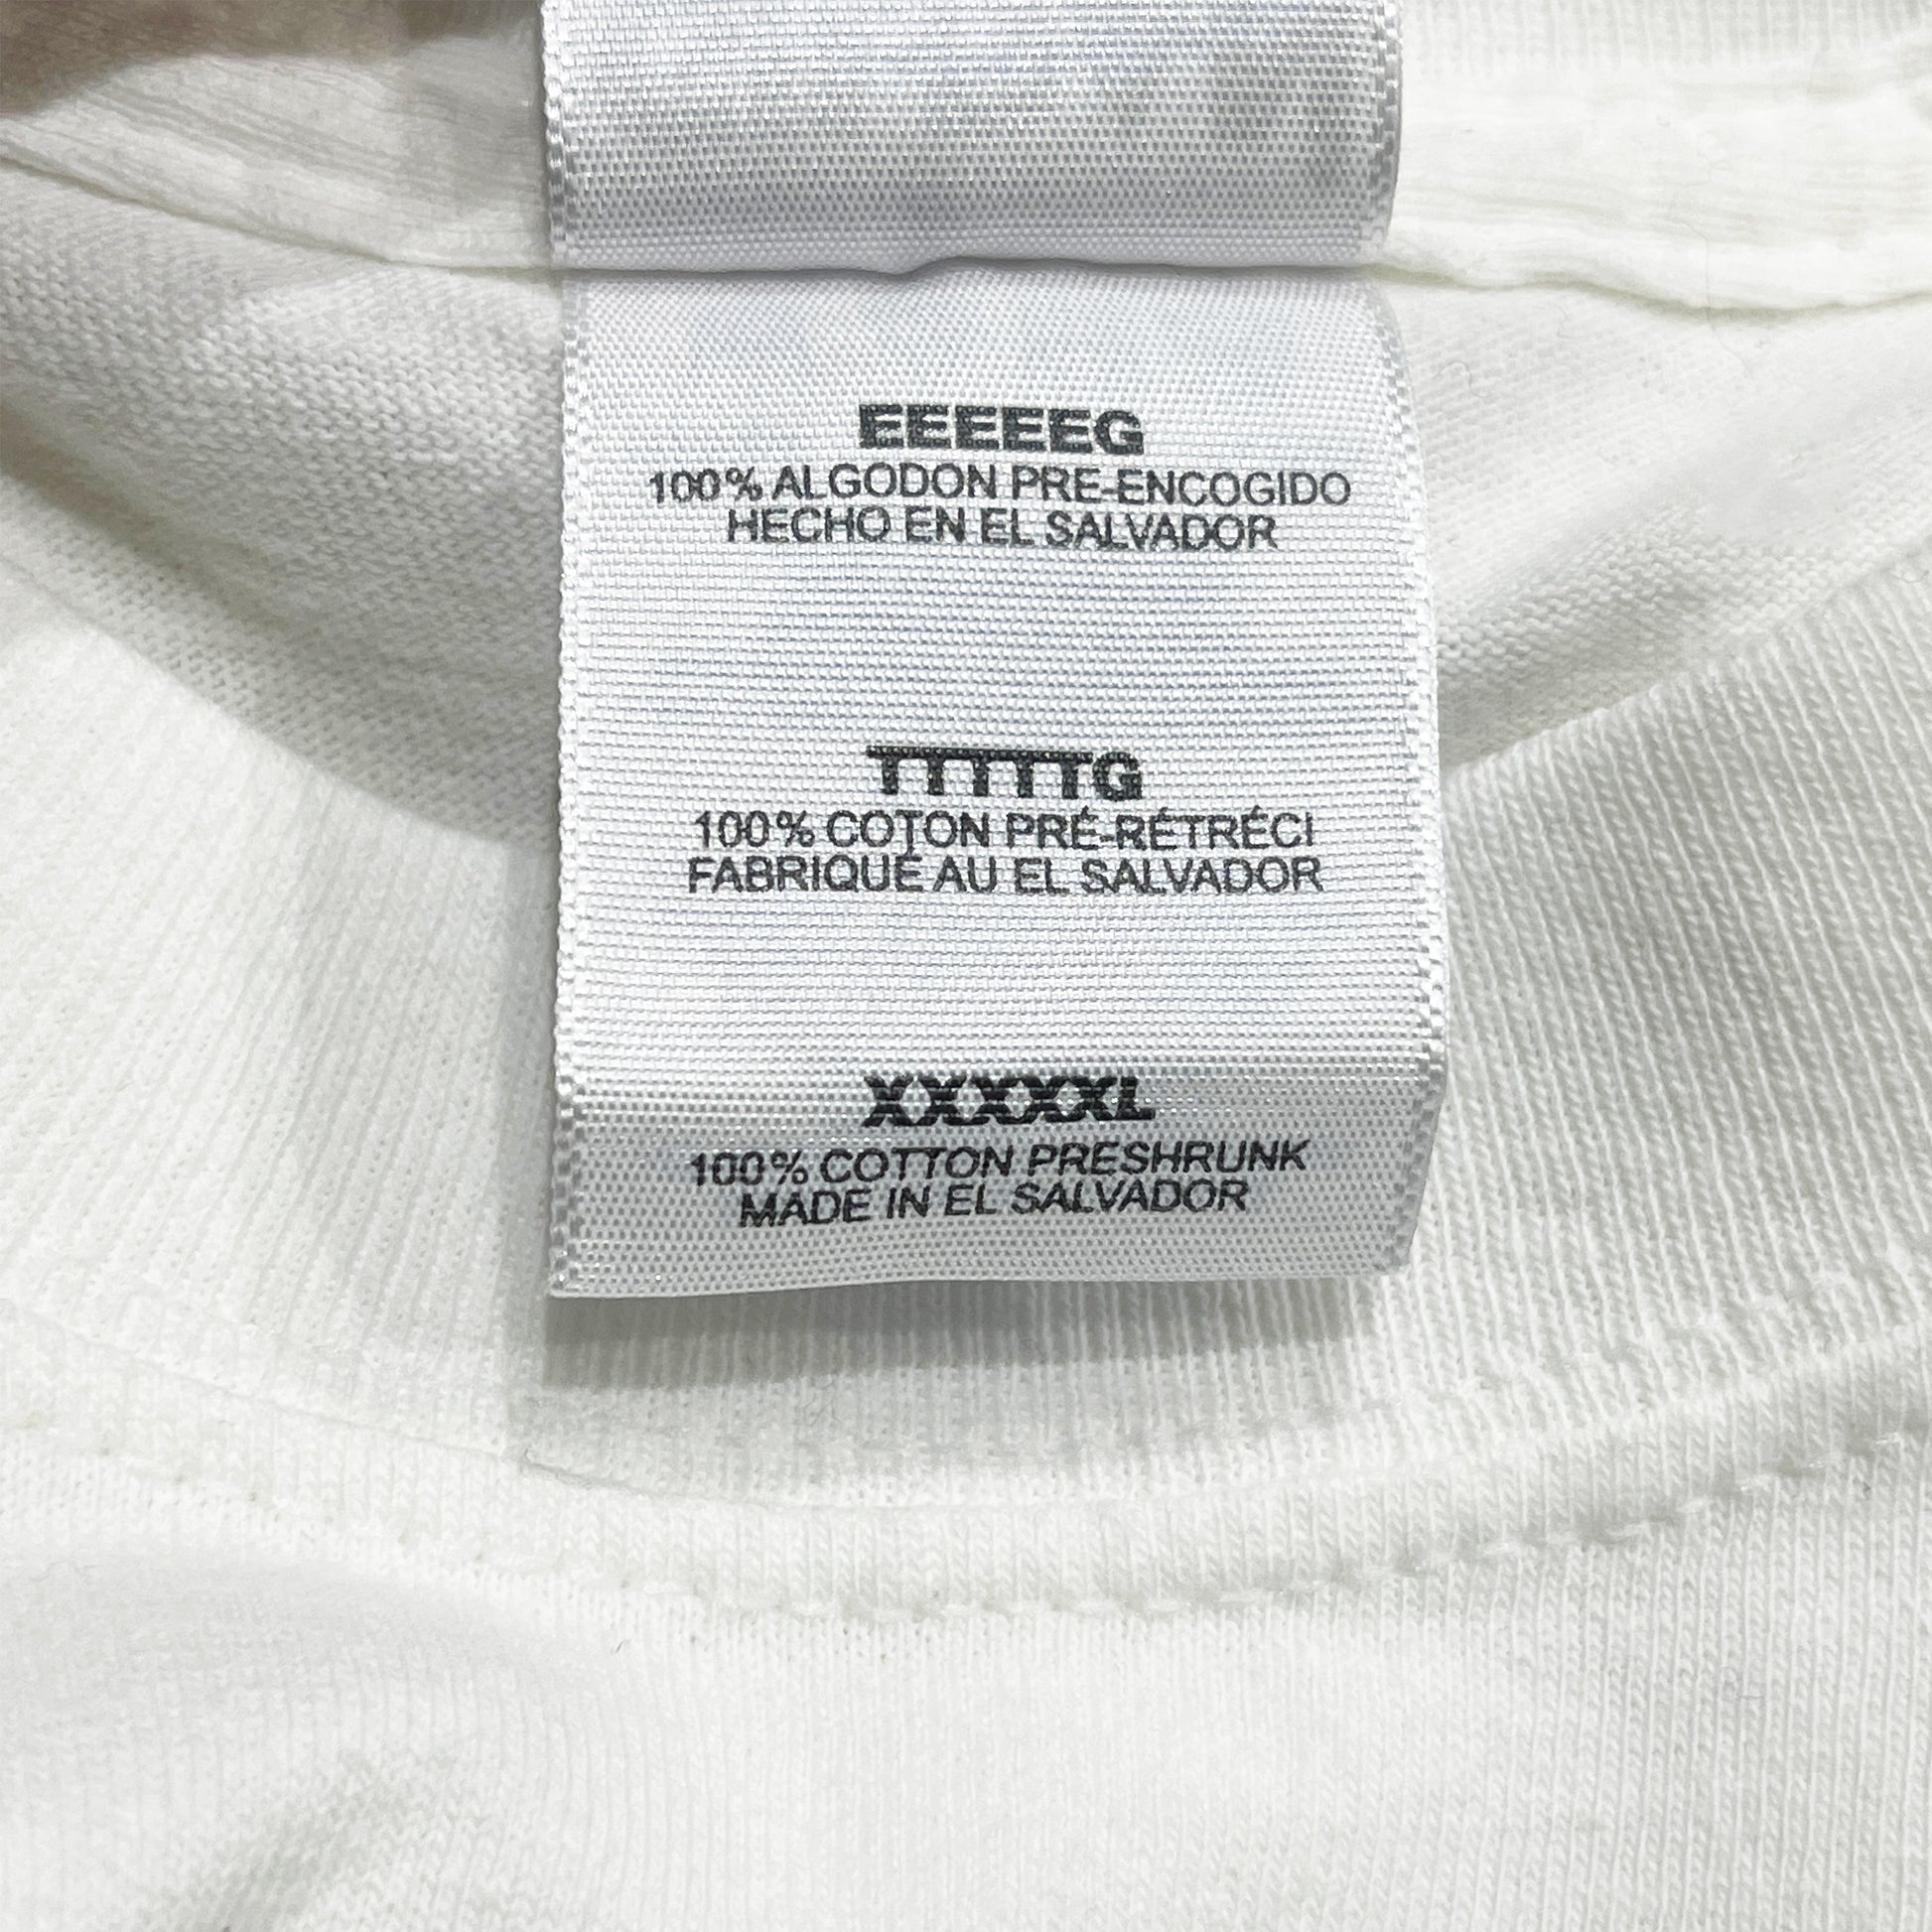 EEEEEG
100% ALGODON PRE-ENCOGIDO
HECHO EN EL SALVADOR
TTTTTTG
100% COTON PRÉ-RÉTRÉCI
FABRIQUÉ AU EL SALVADOR
XXXXXL
100% COTTON PRESHRUNK
MADE IN EL SALVADOR